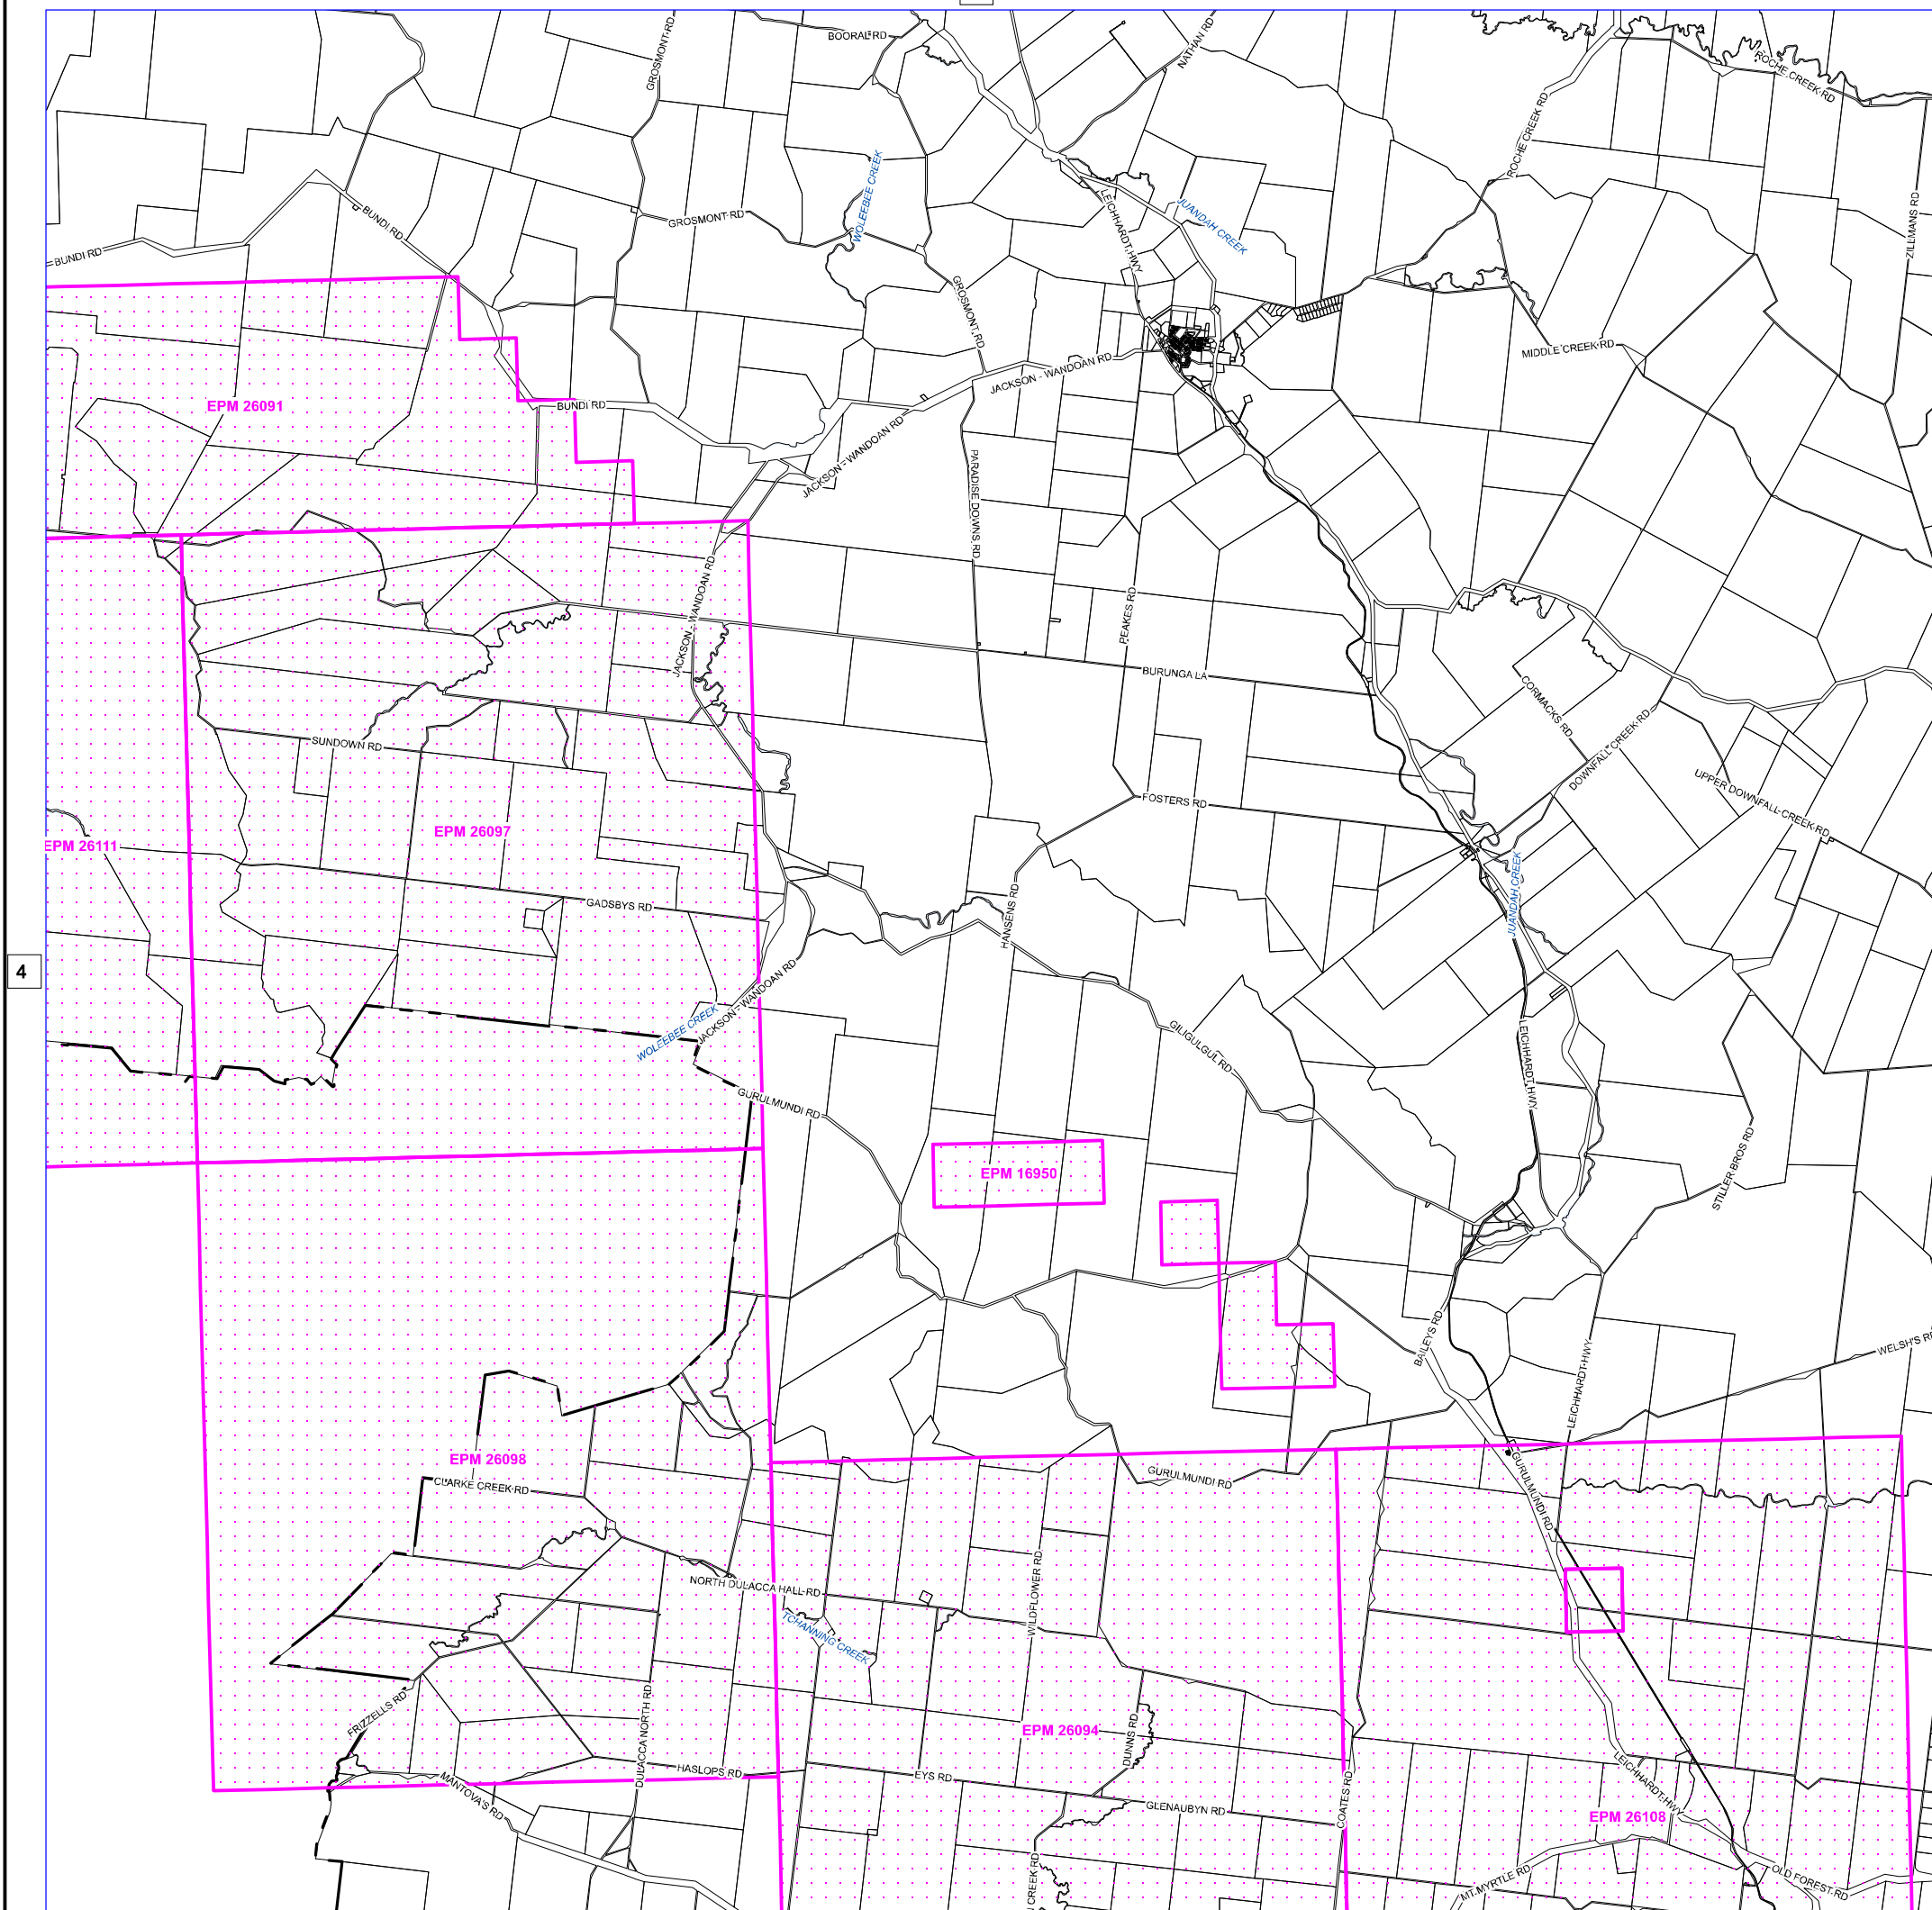 GROSMONT RD
BOORAL RD
NATHAN RD
ROCHE CREEK RD
ROCHE CREEK RD
WOLEEBEE CREEK
LEICHHARDT HWY
JUANDAH CREEK
ZILLMANS RD
BUNDI RD
BUNDI RD
GROSMONT RD
GROSMONT RD
MIDDLE CREEK RD
JACKSON - WANDOAN RD
EPM 26091
BUNDI RD
JACKSON - WANDOAN RD
PARADISE DOWNS RD
JACKSON - WANDOAN RD
PEAKES RD
BURUNGA LA
CORMACKS RD
DOWNFALL CREEK RD
SUNDOWN RD
UPPER DOWNFALL CREEK RD
FOSTERS RD
EPM 26097
EPM 26111
JUANDAH CREEK
GADSBYS RD
HANSENS RD
4
JACKSON - WANDOAN RD
WOLEEBEE CREEK
GILIGULGUL RD
LEICHHARDT HWY
GURULMUNDI RD
EPM 16950
STILLER BROS RD
BAILEYS RD
LEICHHARDT HWY
WELSH'S RD
EPM 26098
CLARKE CREEK RD
GURULMUNDI RD
GURULMUNDI RD
NORTH DULACCA HALL RD
WILDFLOWER RD
TCHANNING CREEK
FRIZZELLS RD
DULACCA NORTH RD
EPM 26094
DUNNS RD
HASLOPS RD
EYS RD
MANTOVA'S RD
GLENAUBYN RD
COATES RD
LEICHHARDT HWY
EPM 26108
CREEK RD
MT MYRTLE RD
OLD FOREST RD